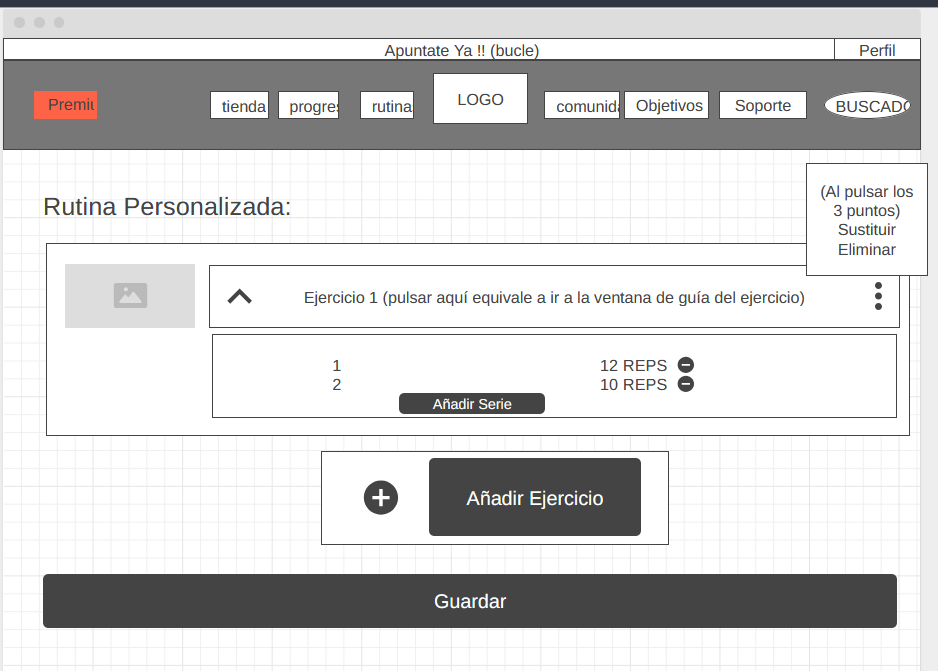 Apuntate Ya !! (bucle)
Perfil
Premiu
tienda
progres
rutina
LOGO
comunida
Objetivos
Soporte
BUSCADO
(Al pulsar los
3 puntos)
Sustituir
Eliminar
Rutina Personalizada:
Ejercicio 1 (pulsar aquí equivale a ir a la ventana de guía del ejercicio)
1 12 REPS
2 10 REPS
Añadir Serie
Añadir Ejercicio
Guardar